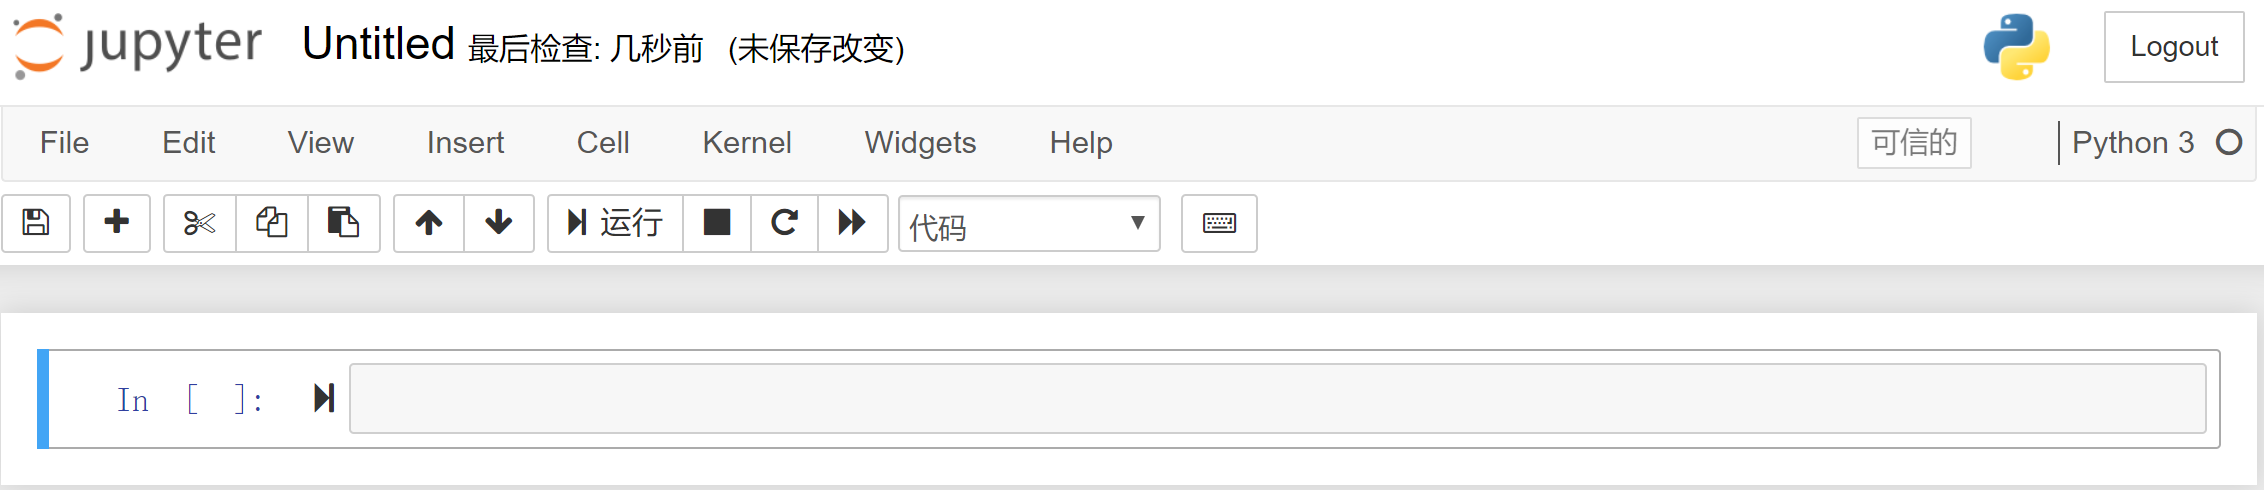 jupyter Untitled 最后检查: 几秒前 (未保存改变) Logout
File Edit View Insert Cell Kernel Widgets Help 可信的 Python 3
运行 代码
In [ ]: